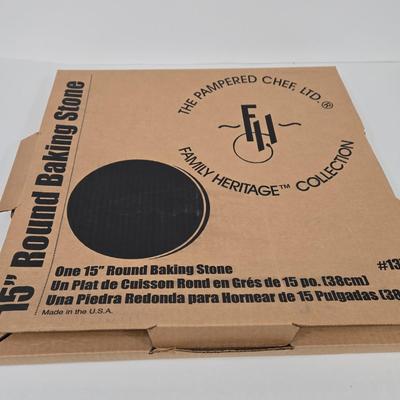 15" Round Baking Stone
THE PAMPERED CHEF, LTD.®
FH
FAMILY HERITAGE™ COLLECTION
One 15" Round Baking Stone
#13
Un Plat de Cuisson Rond en Grés de 15 po. (38cm)
Una Piedra Redonda para Hornear de 15 Pulgadas (38
Made in the U.S.A.